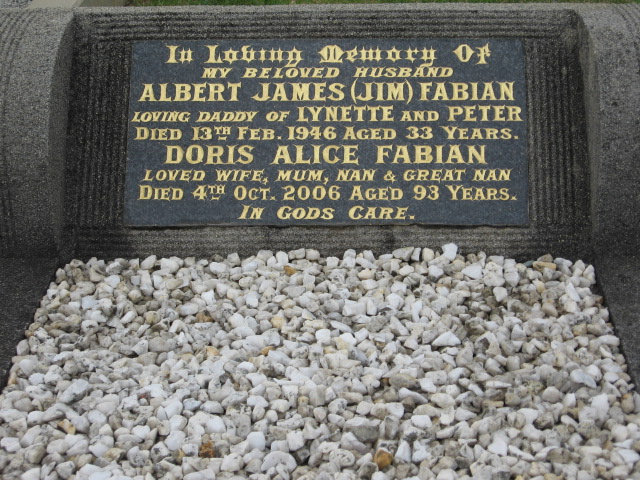 In Loving Memory Of
MY BELOVED HUSBAND
ALBERT JAMES (JIM) FABIAN
LOVING DADDY OF LYNETTE AND PETER
DIED 13TH FEB. 1946 AGED 33 YEARS.
DORIS ALICE FABIAN
LOVED WIFE, MUM, NAN & GREAT NAN
DIED 4TH OCT. 2006 AGED 93 YEARS.
IN GODS CARE.